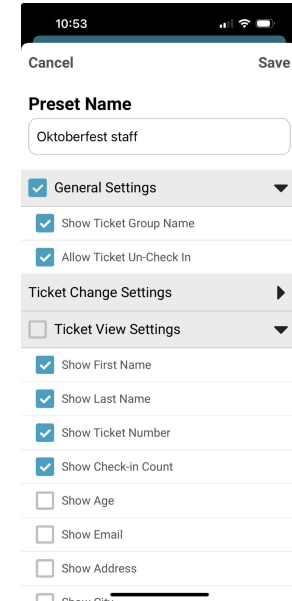 10:53
Cancel Save
Preset Name
Oktoberfest staff
General Settings
Show Ticket Group Name
Allow Ticket Un-Check In
Ticket Change Settings
Ticket View Settings
Show First Name
Show Last Name
Show Ticket Number
Show Check-in Count
Show Age
Show Email
Show Address
Show City